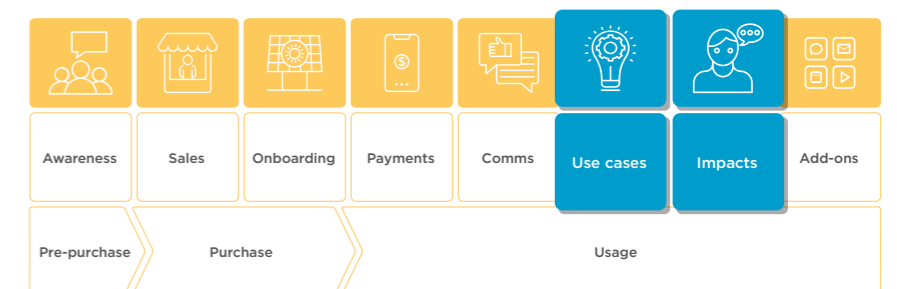 $
Awareness
Sales
Onboarding
Payments
Comms
Use cases
Impacts
Add-ons
Pre-purchase
Purchase
Usage